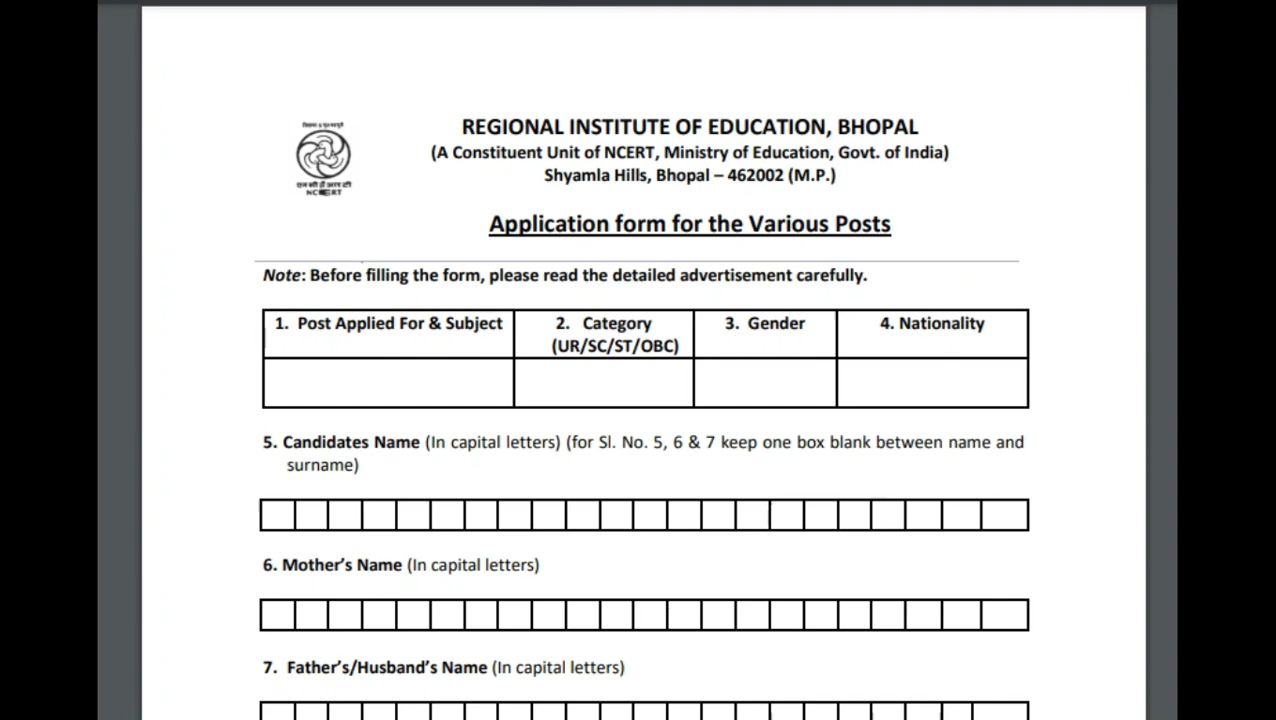 REGIONAL INSTITUTE OF EDUCATION, BHOPAL
(A Constituent Unit of NCERT, Ministry of Education, Govt. of India)
Shyamla Hills, Bhopal – 462002 (M.P.)
एन सी ई आर टी
NCERT
Application form for the Various Posts
Note: Before filling the form, please read the detailed advertisement carefully.
1. Post Applied For & Subject
2. Category
(UR/SC/ST/OBC)
3. Gender
4. Nationality
5. Candidates Name (In capital letters) (for Sl. No. 5, 6 & 7 keep one box blank between name and
surname)
6. Mother's Name (In capital letters)
7. Father's/Husband's Name (In capital letters)